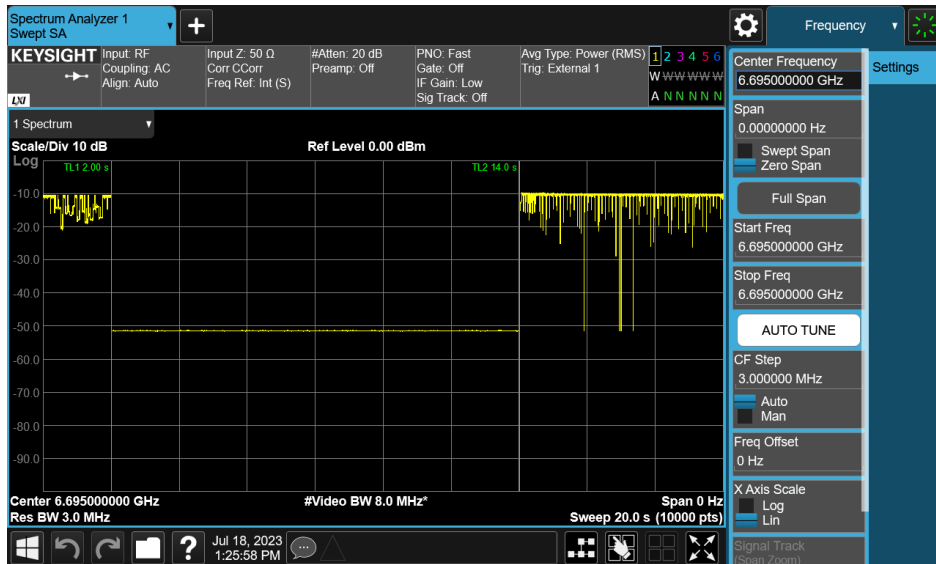 Spectrum Analyzer 1
Swept SA
+
Frequency
KEYSIGHT
Input: RF
Coupling: AC
Align: Auto
LXI
Input Z: 50 Ω
Corr CCorr
Freq Ref: Int (S)
#Atten: 20 dB
Preamp: Off
PNO: Fast
Gate: Off
IF Gain: Low
Sig Track: Off
Avg Type: Power (RMS)
Trig: External 1
1 2 3 4 5 6
W W W W W W
A N N N N N
1 Spectrum
Scale/Div 10 dB
Ref Level 0.00 dBm
Log
TL1 2.00 s
TL2 14.0 s
-10.0
-20.0
-30.0
-40.0
-50.0
-60.0
-70.0
-80.0
-90.0
Center 6.695000000 GHz
#Video BW 8.0 MHz*
Span 0 Hz
Res BW 3.0 MHz
Sweep 20.0 s (10000 pts)
Center Frequency
6.695000000 GHz
Settings
Span
0.00000000 Hz
Swept Span
Zero Span
Full Span
Start Freq
6.695000000 GHz
Stop Freq
6.695000000 GHz
AUTO TUNE
CF Step
3.000000 MHz
Auto
Man
Freq Offset
0 Hz
X Axis Scale
Log
Lin
Signal Track
(Span Zoom)
?
Jul 18, 2023
1:25:58 PM